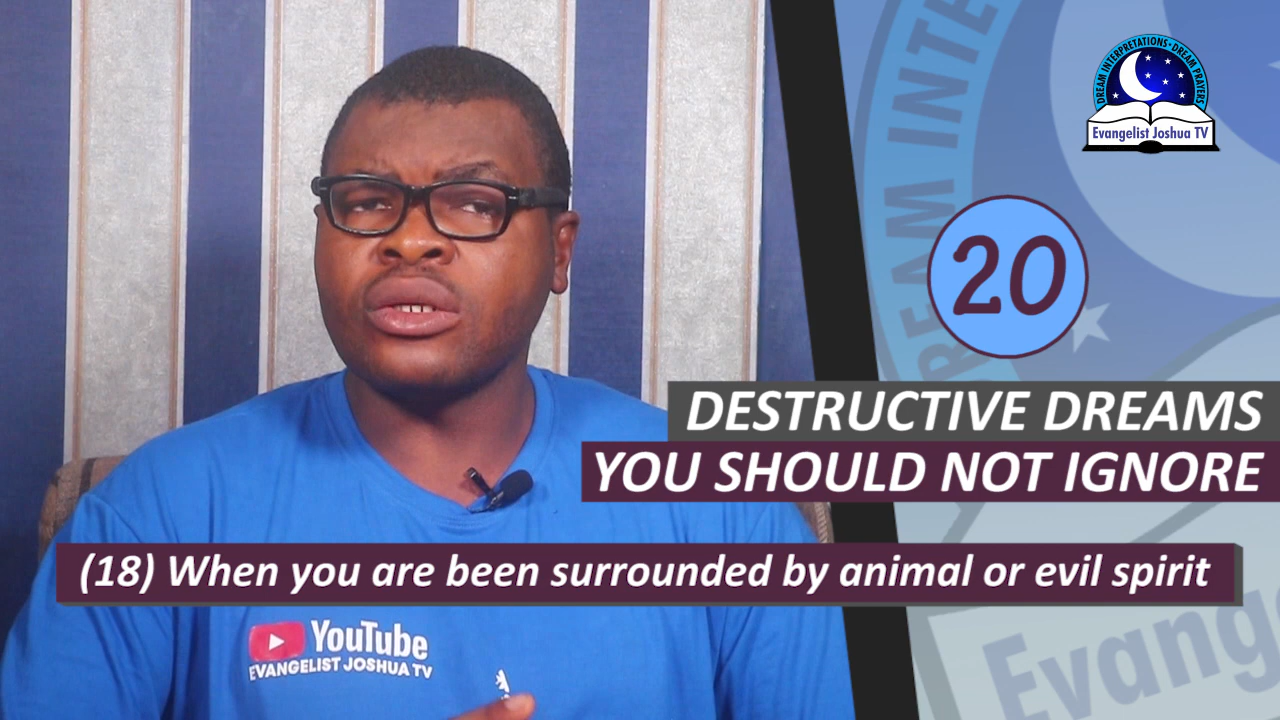 DREAM INTERPRETATIONS · DREAM PRAYERS
Evangelist Joshua TV
20
DESTRUCTIVE DREAMS
YOU SHOULD NOT IGNORE
(18) When you are been surrounded by animal or evil spirit
YouTube
EVANGELIST JOSHUA TV